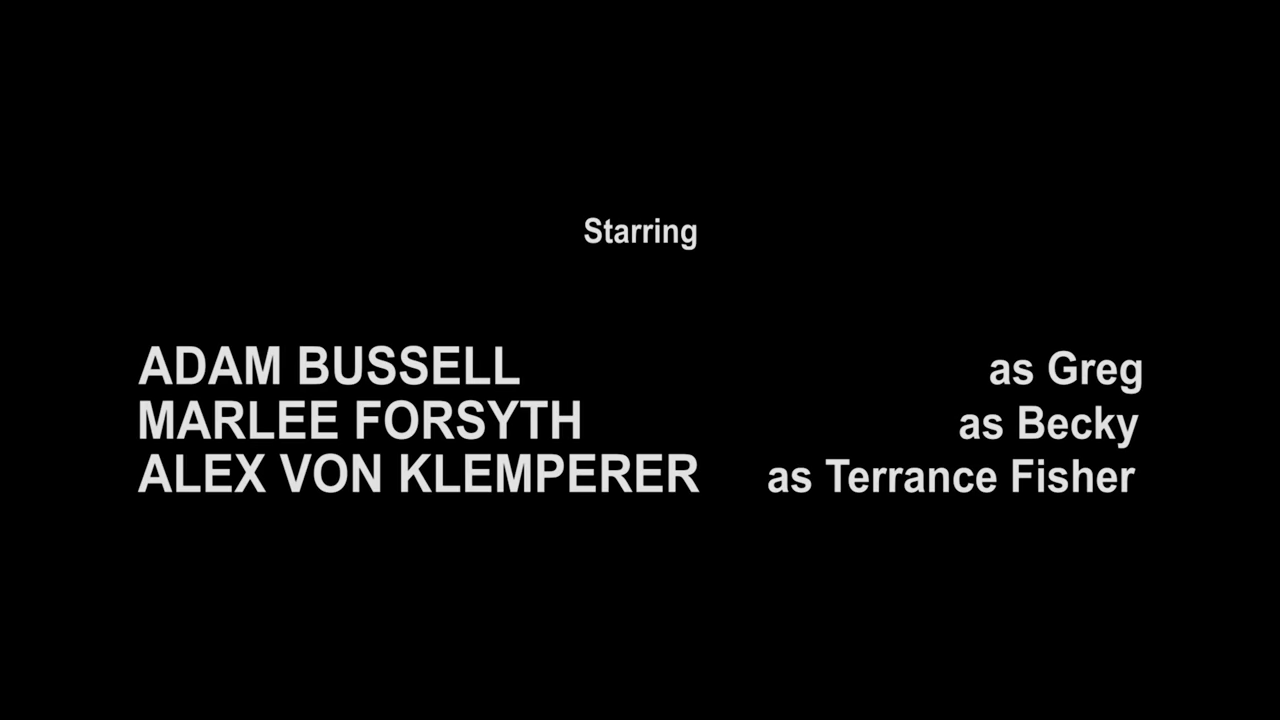 Starring
ADAM BUSSELL as Greg
MARLEE FORSYTH as Becky
ALEX VON KLEMPERER as Terrance Fisher